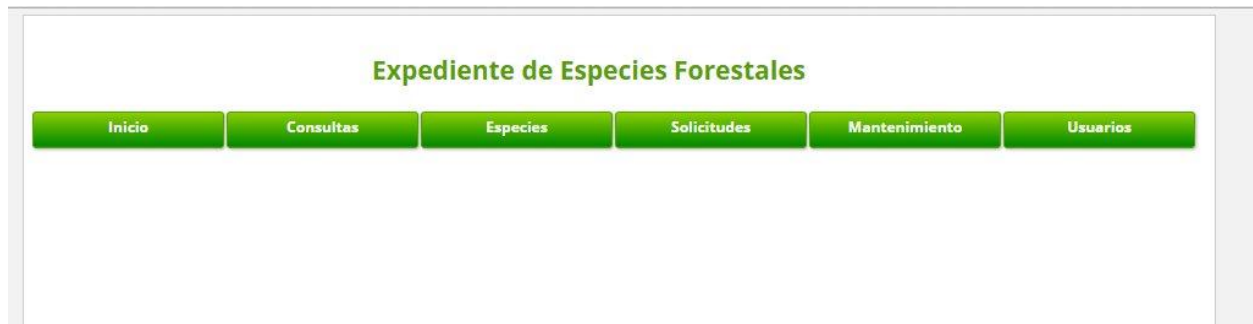 Expediente de Especies Forestales
Inicio Consultas Especies Solicitudes Mantenimiento Usuarios